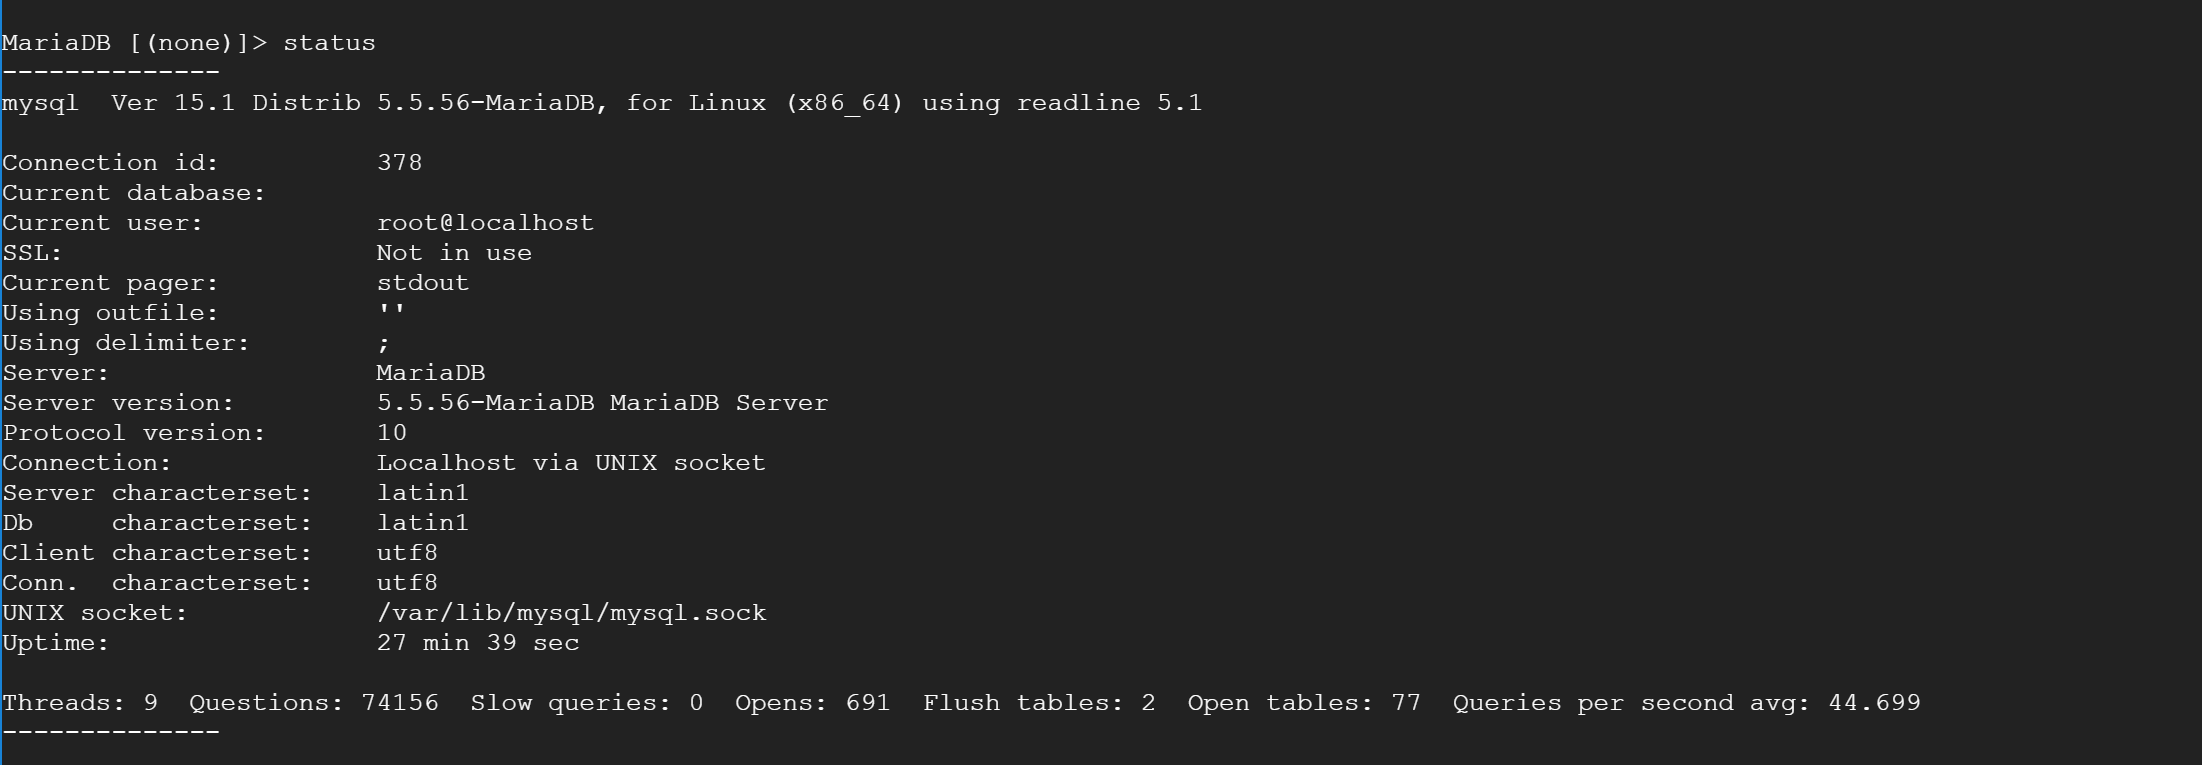 MariaDB [(none)]> status
--------------
mysql  Ver 15.1 Distrib 5.5.56-MariaDB, for Linux (x86_64) using readline 5.1

Connection id:          378
Current database:
Current user:           root@localhost
SSL:                    Not in use
Current pager:          stdout
Using outfile:          ''
Using delimiter:        ;
Server:                 MariaDB
Server version:         5.5.56-MariaDB MariaDB Server
Protocol version:       10
Connection:             Localhost via UNIX socket
Server characterset:    latin1
Db     characterset:    latin1
Client characterset:    utf8
Conn.  characterset:    utf8
UNIX socket:            /var/lib/mysql/mysql.sock
Uptime:                 27 min 39 sec

Threads: 9  Questions: 74156  Slow queries: 0  Opens: 691  Flush tables: 2  Open tables: 77  Queries per second avg: 44.699
--------------